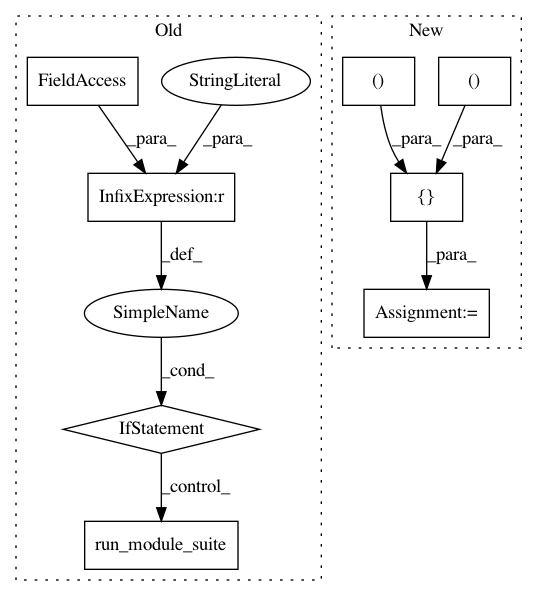 Old
New
FieldAccess
StringLiteral
()
()
_para_
_para_
_para_
_para_
InfixExpression:r
{}
_def_
_para_
SimpleName
Assignment:=
_cond_
IfStatement
_control_
run_module_suite